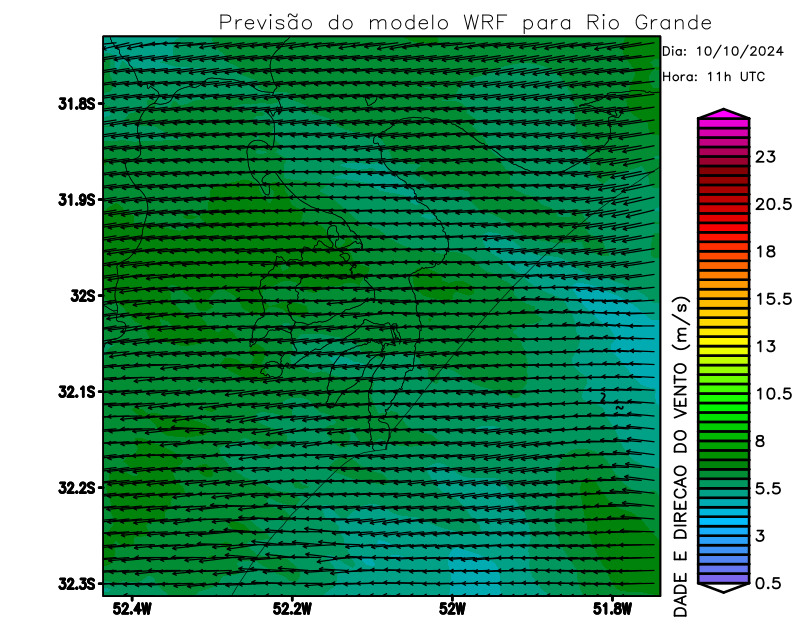 Previsão do modelo WRF para Rio Grande
Dia: 10/10/2024
Hora: 11h UTC
31.8S
31.9S
32S
32.1S
32.2S
32.3S
52.4W
52.2W
52W
51.8W
23
20.5
18
15.5
13
10.5
8
5.5
3
0.5
DADE E DIRECAO DO VENTO (m/s)